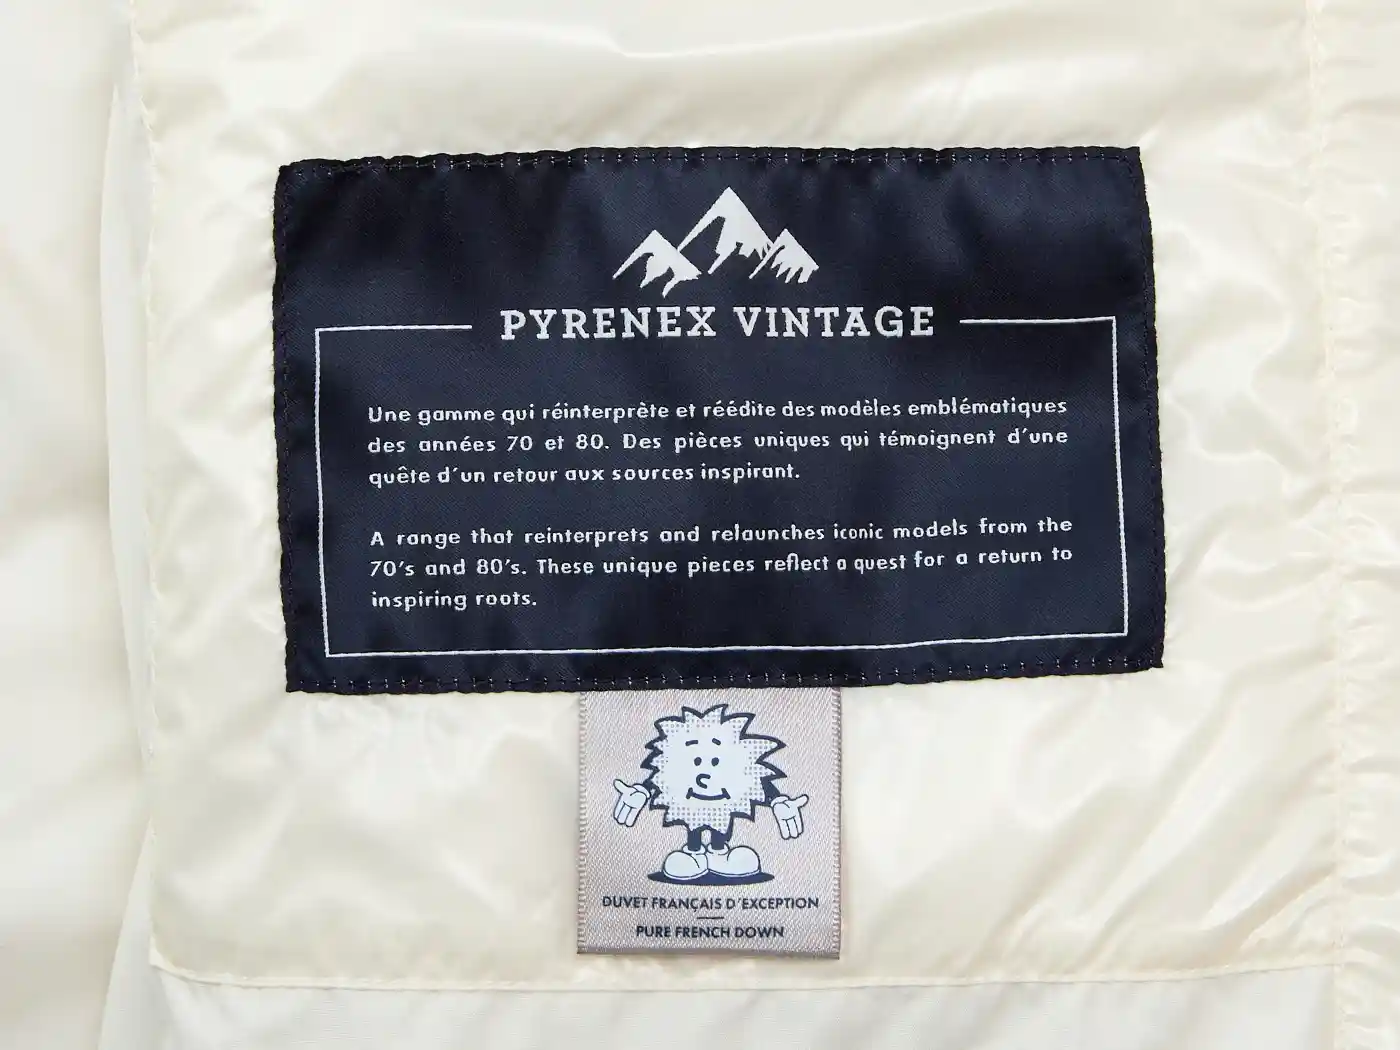 PYRENEX VINTAGE
Une gamme qui réinterprète et réédite des modèles emblématiques
des années 70 et 80. Des pièces uniques qui témoignent d'une
quête d'un retour aux sources inspirant.
A range that reinterprets and relaunches iconic models from the
70's and 80's. These unique pieces reflect a quest for a return to
inspiring roots.
DUVET FRANÇAIS D'EXCEPTION
PURE FRENCH DOWN